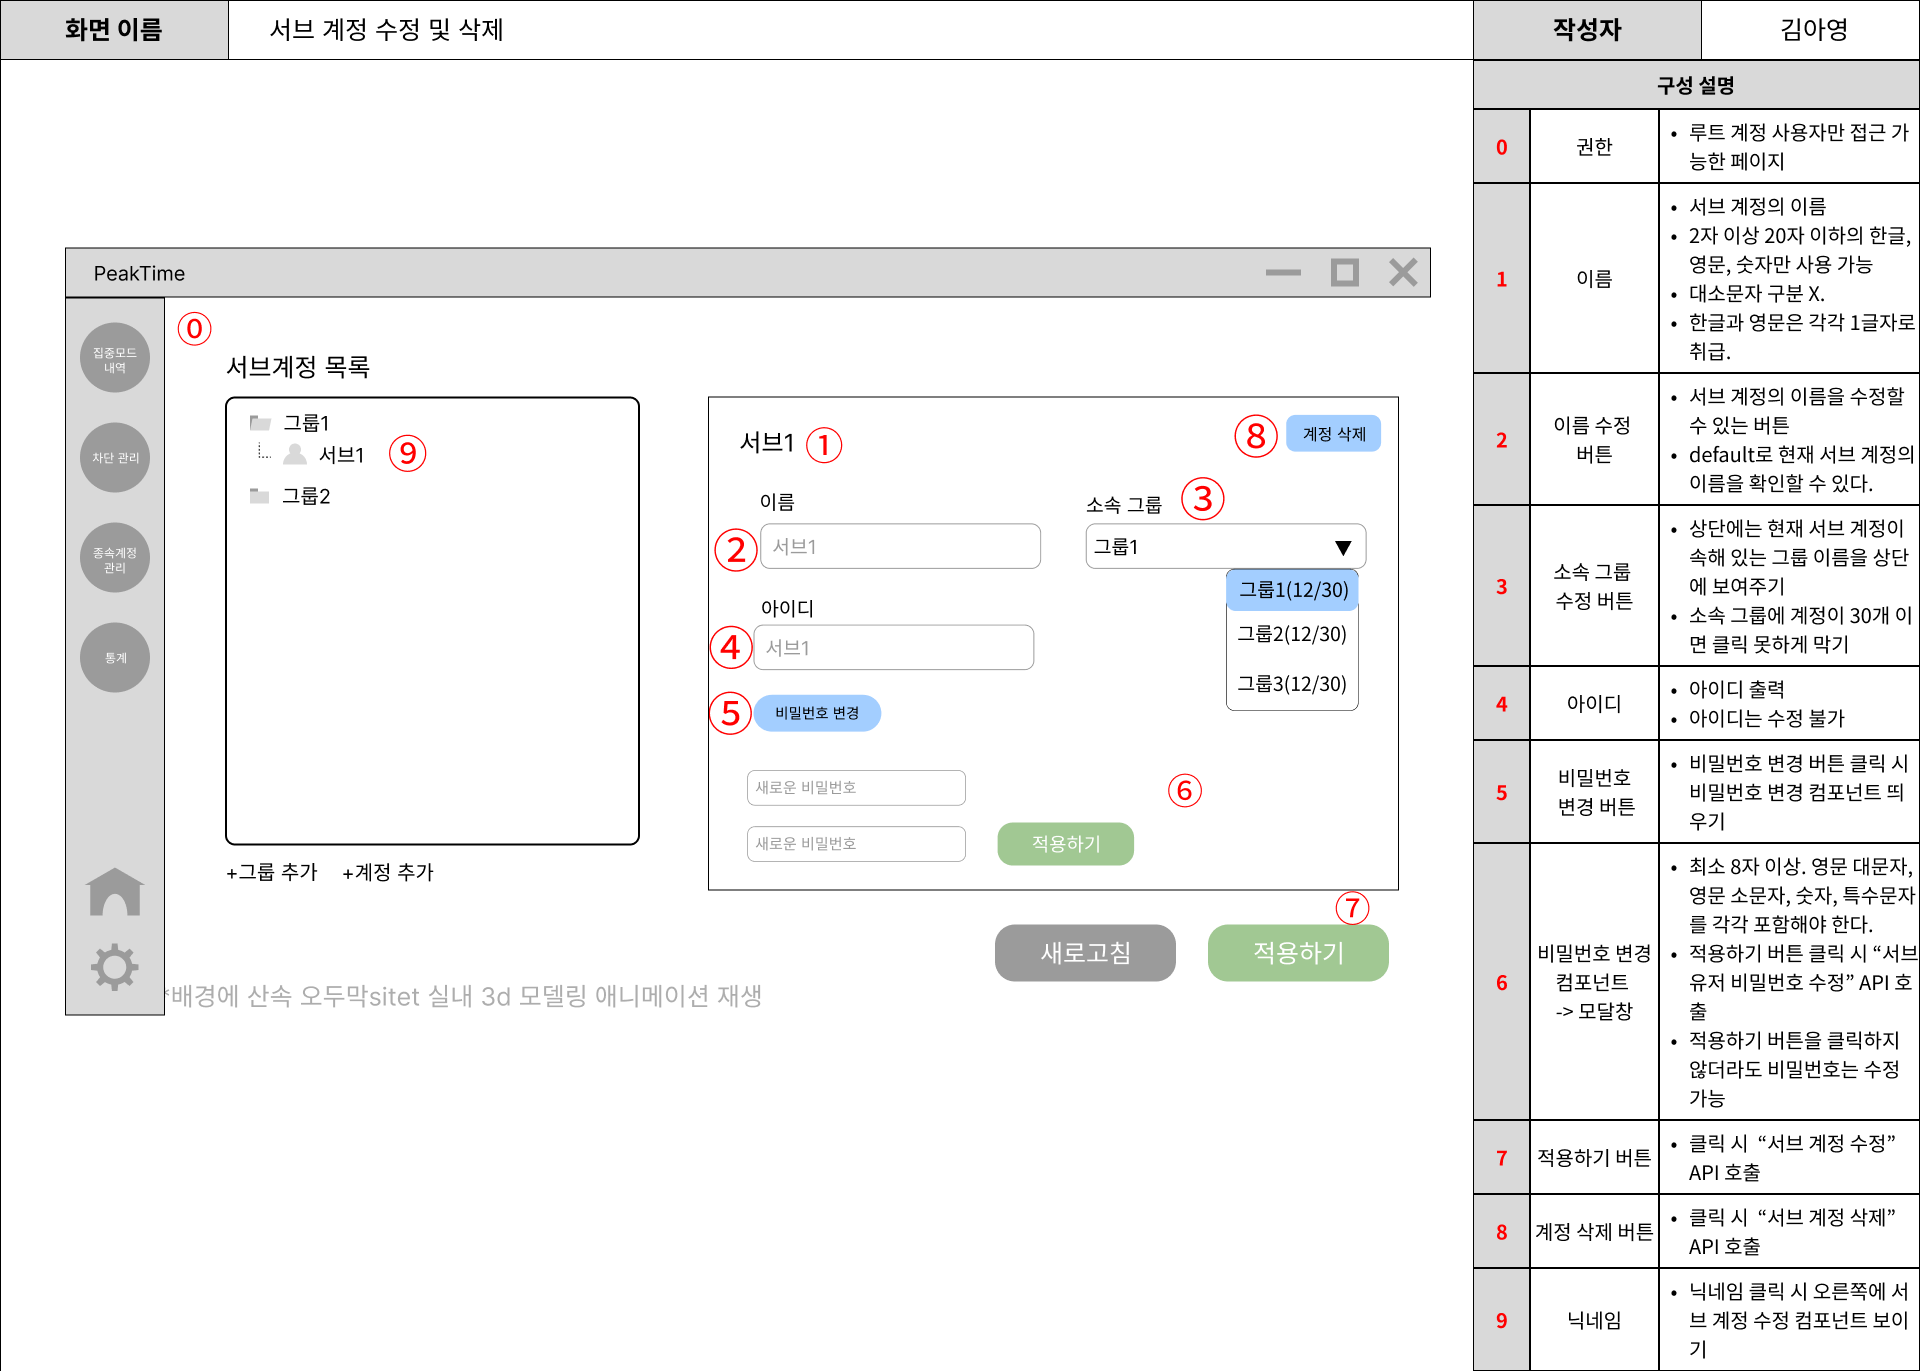 화면 이름
서브 계정 수정 및 삭제
작성자
김아영
PeakTime
집중모드
내역
차단 관리
종속계정
관리
통계
⓪
서브계정 목록
그룹1
서브1
⑨
그룹2
+그룹 추가
+계정 추가
서브1
①
⑧
계정 삭제
이름
②
서브1
소속 그룹
③
그룹1
▼
그룹1(12/30)
그룹2(12/30)
그룹3(12/30)
아이디
④
서브1
⑤
비밀번호 변경
새로운 비밀번호
새로운 비밀번호
⑥
적용하기
⑦
새로고침
적용하기
*배경에 산속 오두막sitet 실내 3d 모델링 애니메이션 재생
구성 설명
0
권한
• 루트 계정 사용자만 접근 가
능한 페이지
1
이름
• 서브 계정의 이름
• 2자 이상 20자 이하의 한글,
영문, 숫자만 사용 가능
• 대소문자 구분 X.
• 한글과 영문은 각각 1글자로
취급.
2
이름 수정
버튼
• 서브 계정의 이름을 수정할
수 있는 버튼
• default로 현재 서브 계정의
이름을 확인할 수 있다.
3
소속 그룹
수정 버튼
• 상단에는 현재 서브 계정이
속해 있는 그룹 이름을 상단
에 보여주기
• 소속 그룹에 계정이 30개 이
면 클릭 못하게 막기
4
아이디
• 아이디 출력
• 아이디는 수정 불가
5
비밀번호
변경 버튼
• 비밀번호 변경 버튼 클릭 시
비밀번호 변경 컴포넌트 띄
우기
6
비밀번호 변경
컴포넌트
-> 모달창
• 최소 8자 이상. 영문 대문자,
영문 소문자, 숫자, 특수문자
를 각각 포함해야 한다.
• 적용하기 버튼 클릭 시 “서브
유저 비밀번호 수정” API 호
출
• 적용하기 버튼을 클릭하지
않더라도 비밀번호는 수정
가능
7
적용하기 버튼
• 클릭 시 “서브 계정 수정”
API 호출
8
계정 삭제 버튼
• 클릭 시 “서브 계정 삭제”
API 호출
9
닉네임
• 닉네임 클릭 시 오른쪽에 서
브 계정 수정 컴포넌트 보이
기